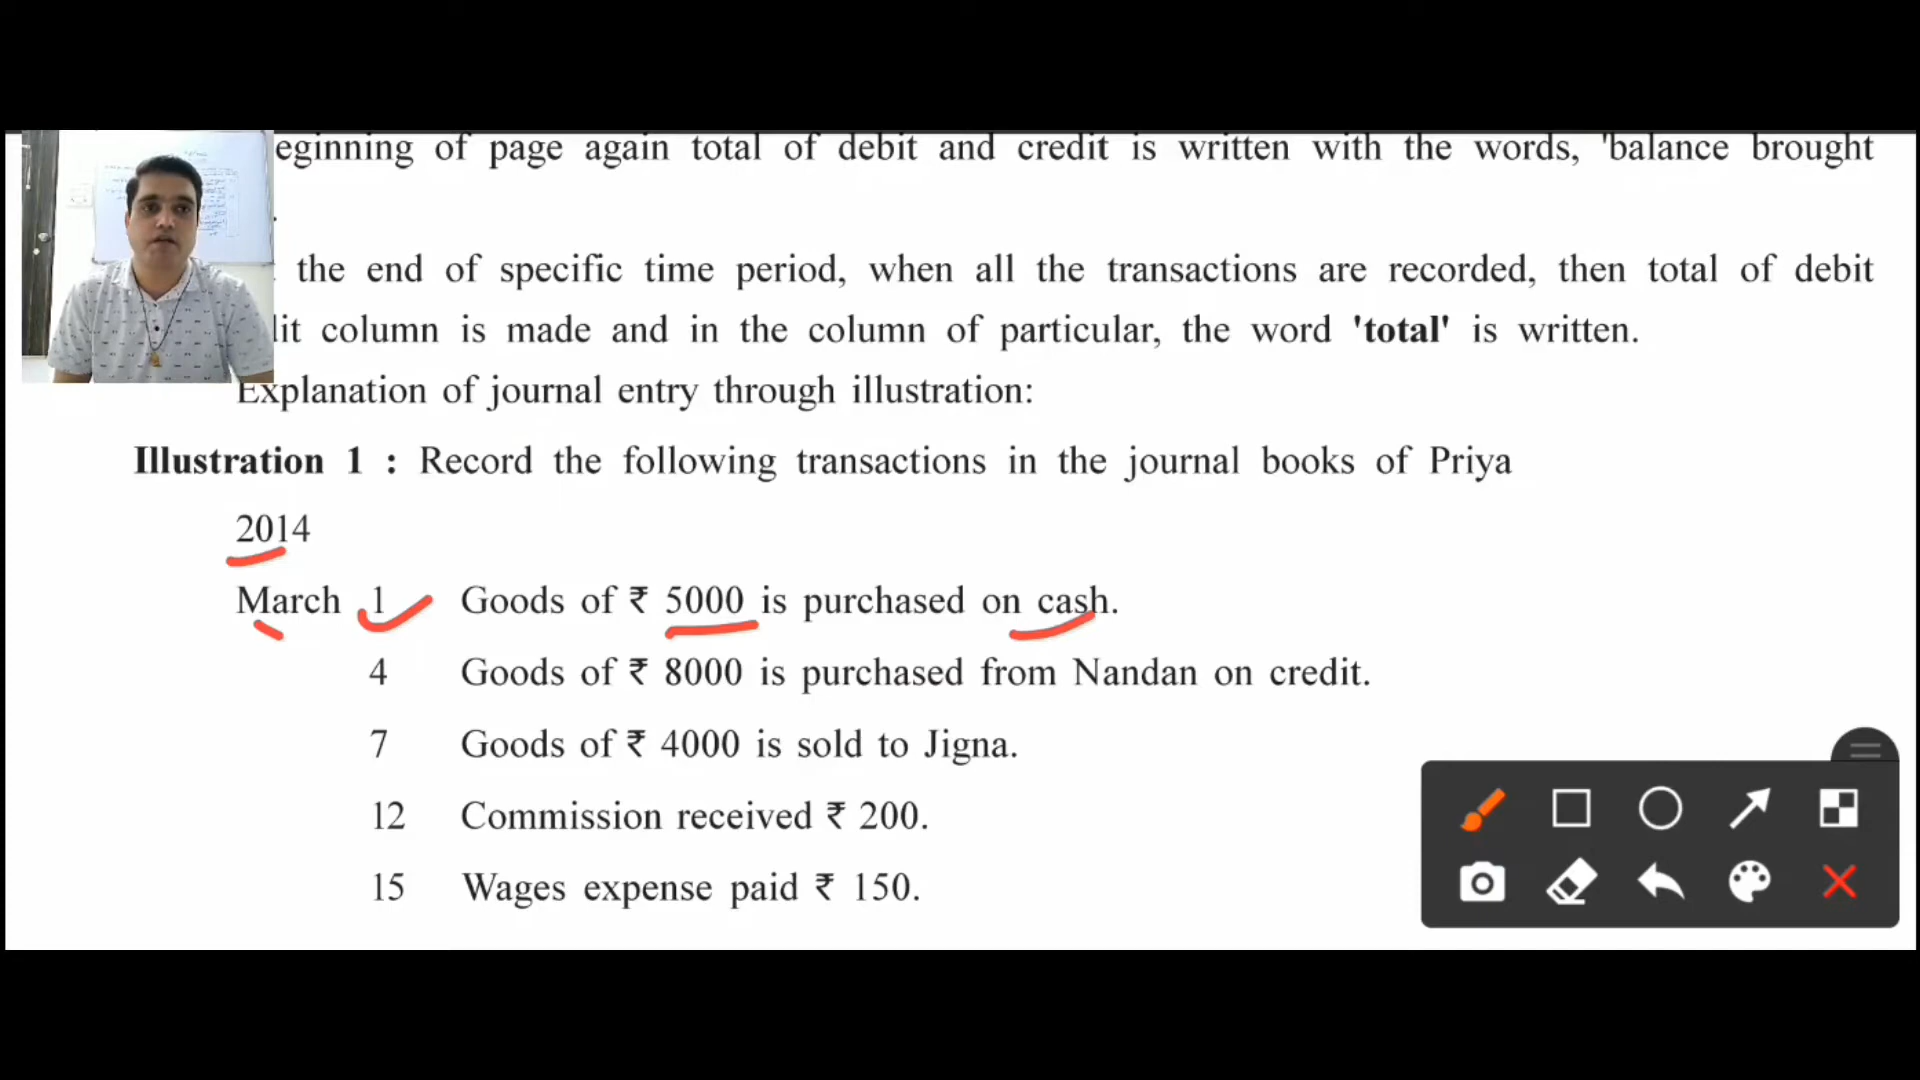 eginning of page again total of debit and credit is written with the words, 'balance brought
.
the end of specific time period, when all the transactions are recorded, then total of debit
lit column is made and in the column of particular, the word 'total' is written.
Explanation of journal entry through illustration:
Illustration 1 : Record the following transactions in the journal books of Priya
2014
March 1 Goods of ₹ 5000 is purchased on cash.
4 Goods of ₹ 8000 is purchased from Nandan on credit.
7 Goods of ₹ 4000 is sold to Jigna.
12 Commission received ₹ 200.
15 Wages expense paid ₹ 150.